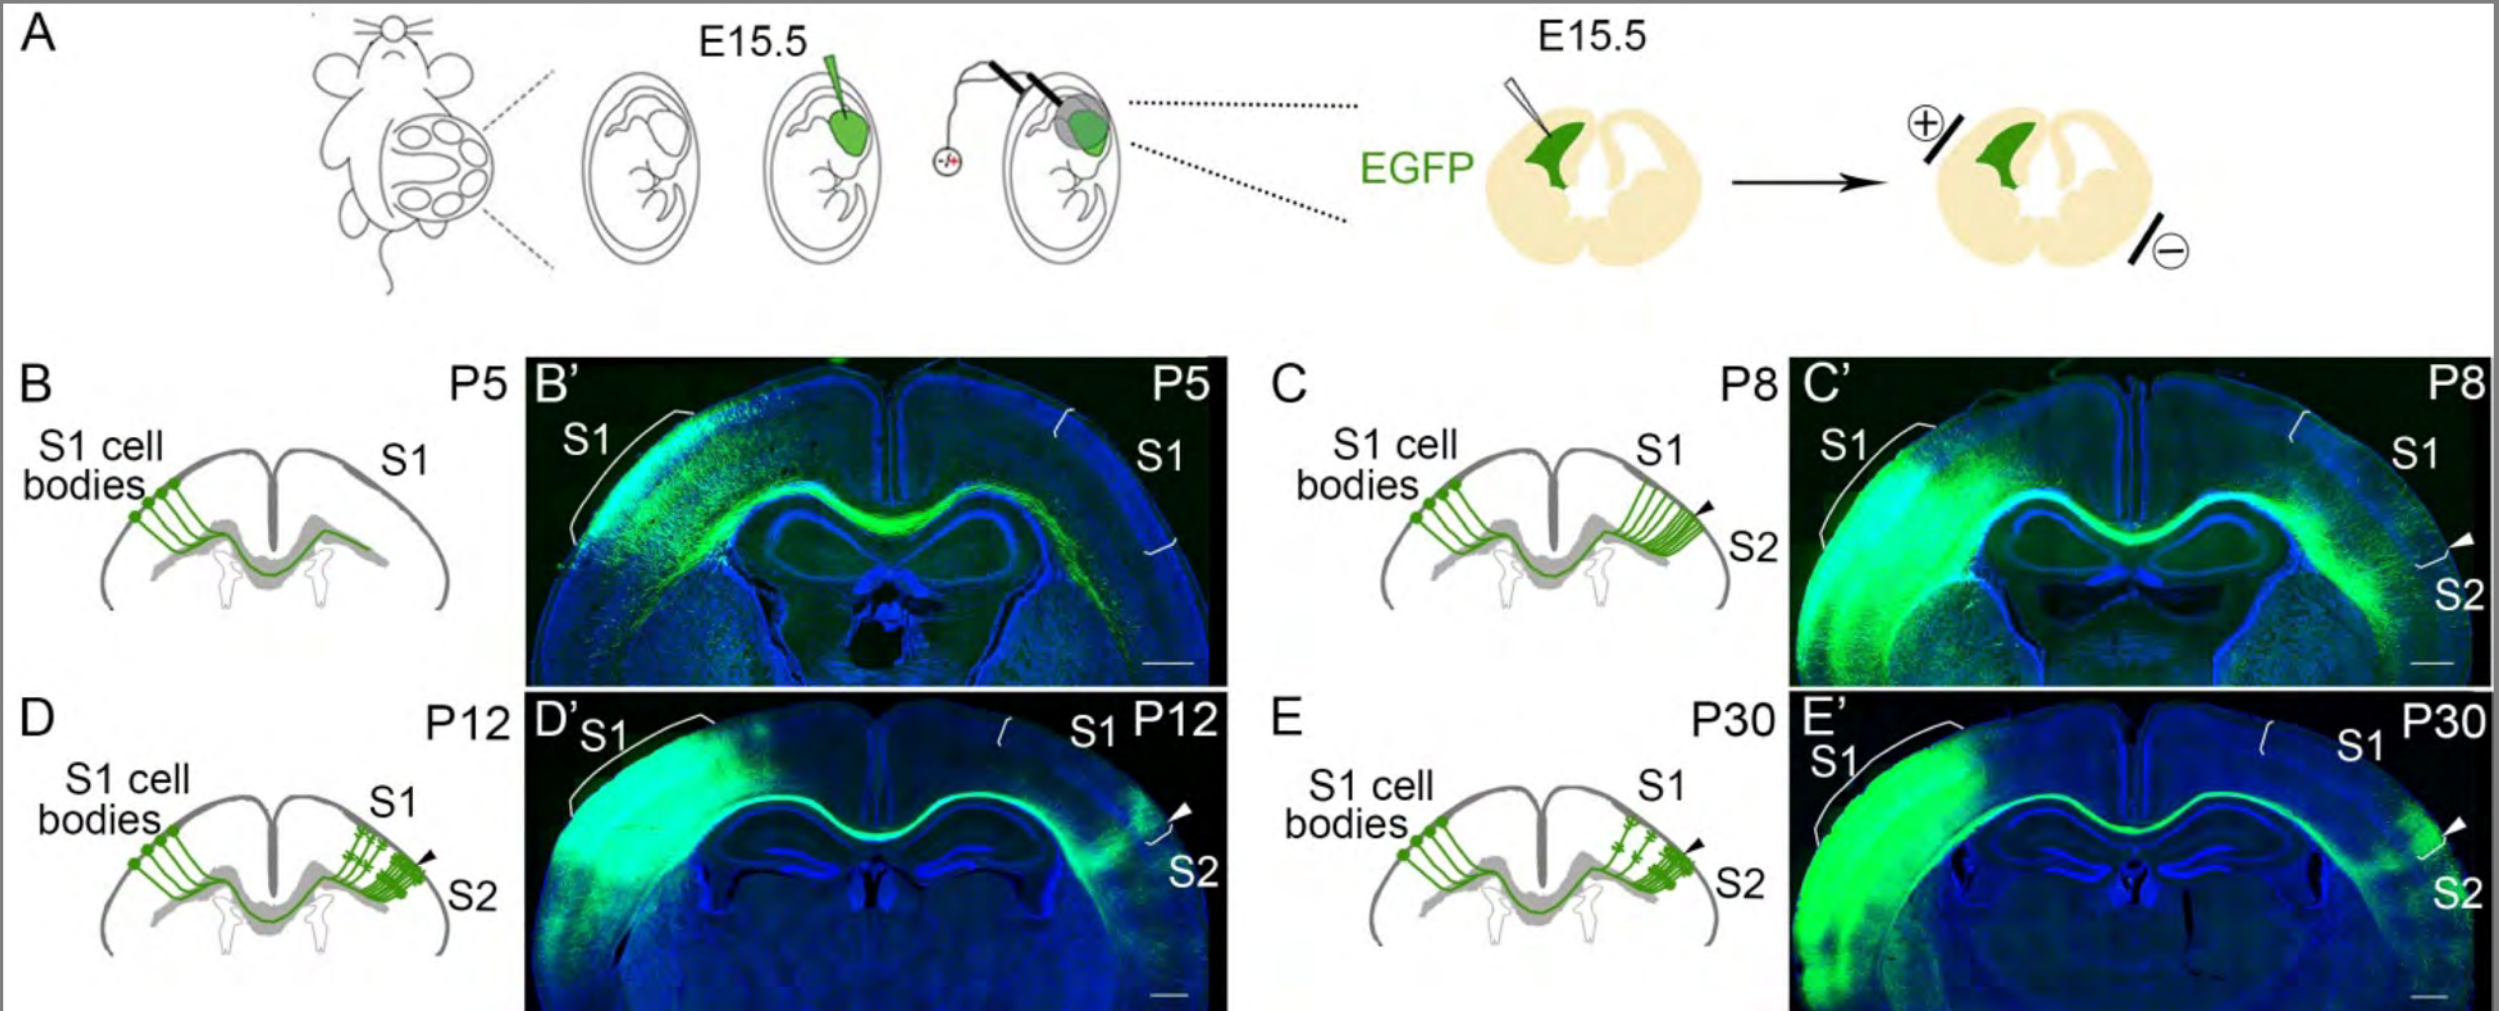 A
E15.5
E15.5
EGFP
+
−
- +
B
P5
S1 cell
bodies
S1
B’
P5
S1
S1
C
P8
S1 cell
bodies
S1
S2
C’
P8
S1
S1
S2
D
P12
S1 cell
bodies
S1
S2
D’
P12
S1
S1
S2
E
P30
S1 cell
bodies
S1
S2
E’
P30
S1
S1
S2